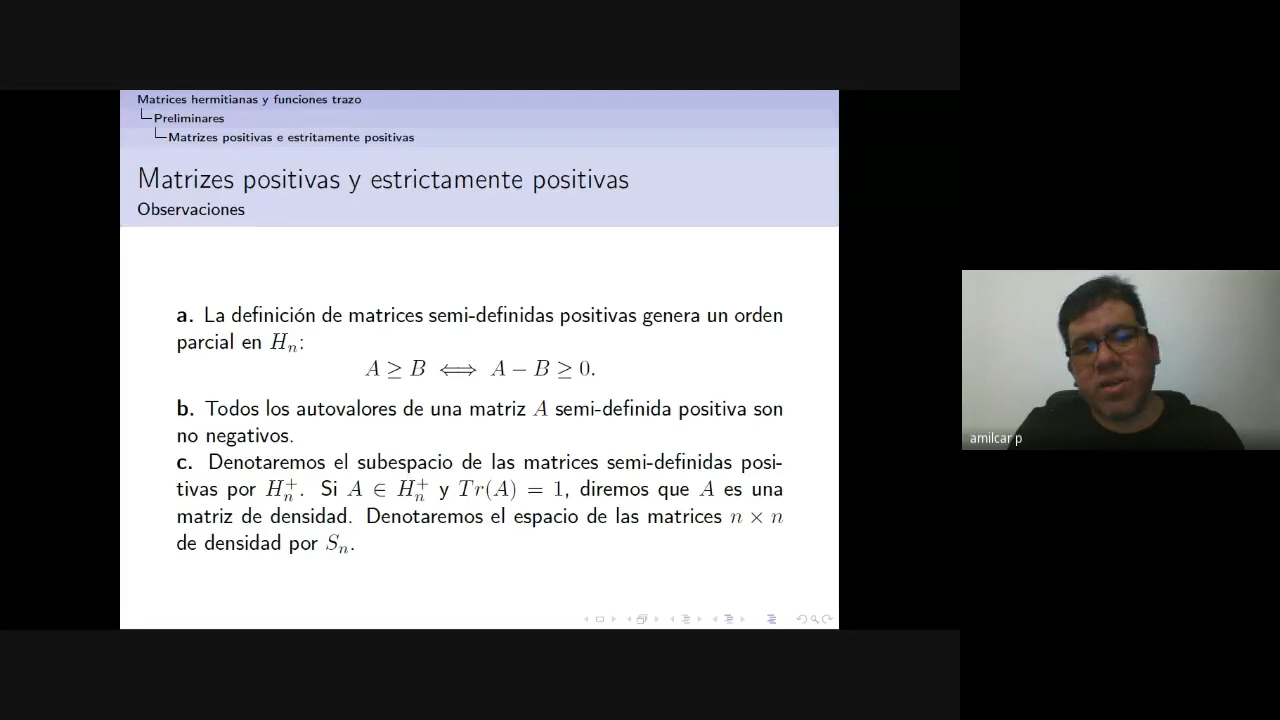 Matrices hermitianas y funciones trazo
Preliminares
Matrizes positivas e estritamente positivas
Matrizes positivas y estrictamente positivas
Observaciones
a. La definición de matrices semi-definidas positivas genera un orden
parcial en Hₙ:
A ≥ B ⟺ A − B ≥ 0.
b. Todos los autovalores de una matriz A semi-definida positiva son
no negativos.
c. Denotaremos el subespacio de las matrices semi-definidas posi-
tivas por Hₙ⁺. Si A ∈ Hₙ⁺ y Tr(A) = 1, diremos que A es una
matriz de densidad. Denotaremos el espacio de las matrices n × n
de densidad por Sₙ.
amilcar p